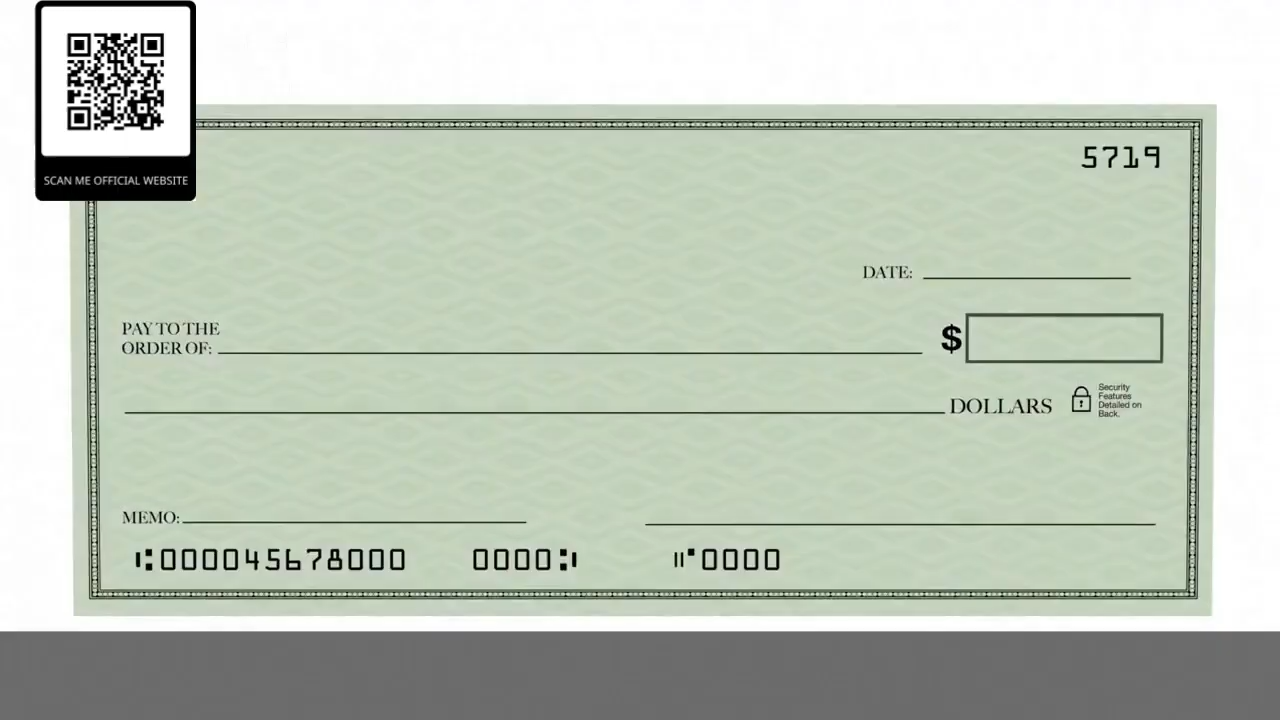 SCAN ME OFFICIAL WEBSITE
5719
DATE:
PAY TO THE
ORDER OF:
$
DOLLARS
Security
Features
Detailed on
Back.
MEMO:
⑆000045678000 0000⑆ ⑈0000